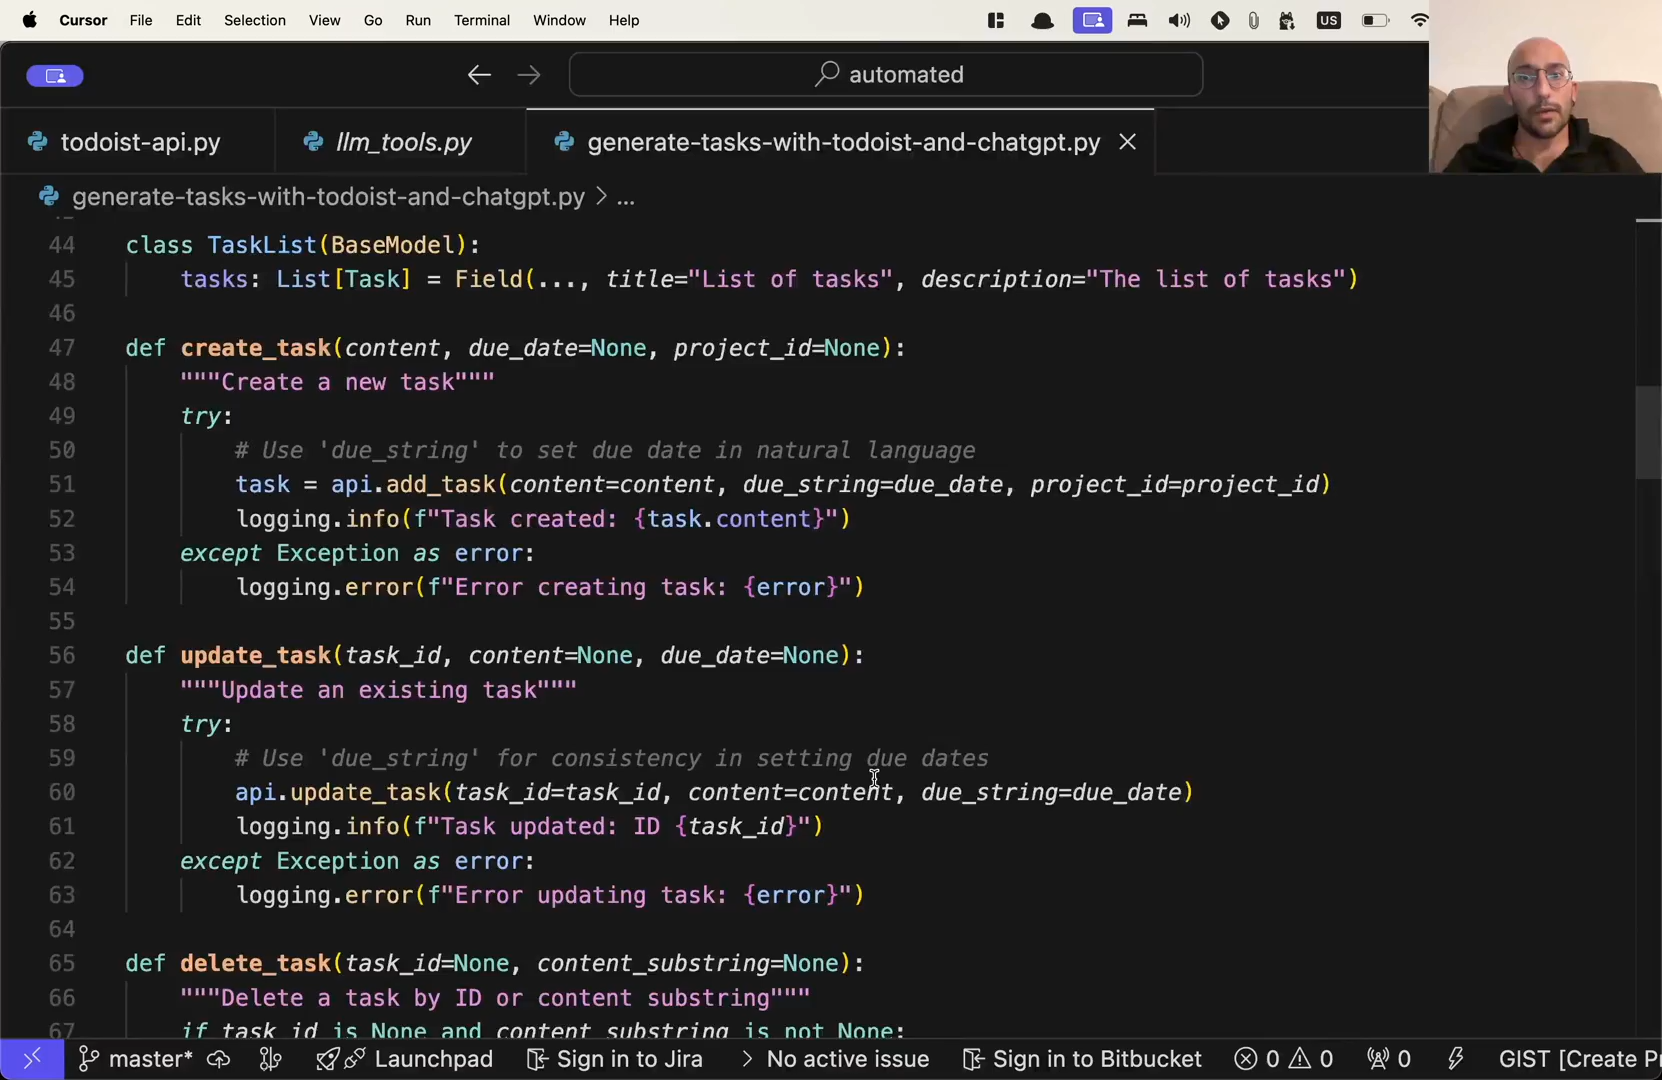 Cursor File Edit Selection View Go Run Terminal Window Help US
automated
todoist-api.py llm_tools.py generate-tasks-with-todoist-and-chatgpt.py
generate-tasks-with-todoist-and-chatgpt.py > ...
44 class TaskList(BaseModel):
45 tasks: List[Task] = Field(..., title="List of tasks", description="The list of tasks")
46
47 def create_task(content, due_date=None, project_id=None):
48 """Create a new task"""
49 try:
50 # Use 'due_string' to set due date in natural language
51 task = api.add_task(content=content, due_string=due_date, project_id=project_id)
52 logging.info(f"Task created: {task.content}")
53 except Exception as error:
54 logging.error(f"Error creating task: {error}")
55
56 def update_task(task_id, content=None, due_date=None):
57 """Update an existing task"""
58 try:
59 # Use 'due_string' for consistency in setting due dates
60 api.update_task(task_id=task_id, content=content, due_string=due_date)
61 logging.info(f"Task updated: ID {task_id}")
62 except Exception as error:
63 logging.error(f"Error updating task: {error}")
64
65 def delete_task(task_id=None, content_substring=None):
66 """Delete a task by ID or content substring"""
67 if task_id is None and content_substring is not None:
master* Launchpad Sign in to Jira > No active issue Sign in to Bitbucket 0 0 0 GIST [Create Pr